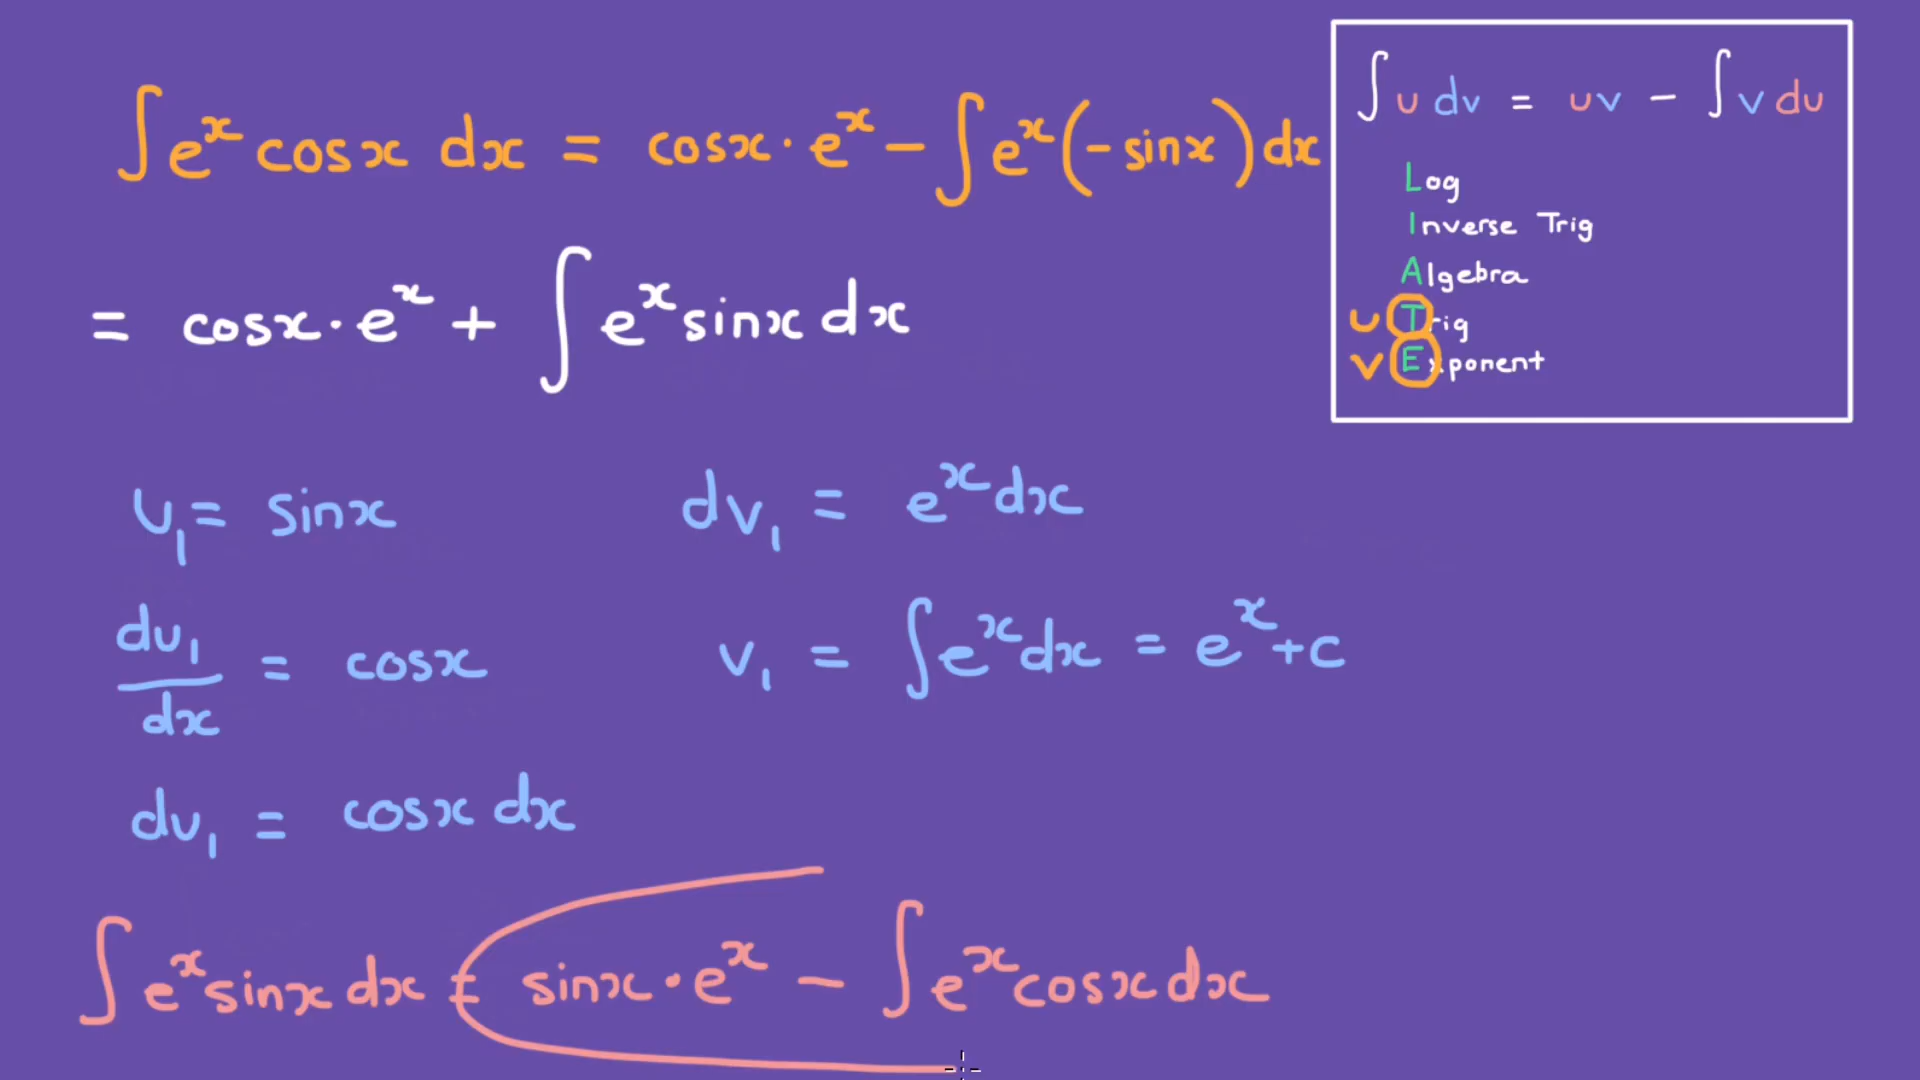 ∫eˣcosx dx = cosx·eˣ − ∫eˣ(−sinx)dx
= cosx·eˣ + ∫eˣsinx dx
u₁= sinx
dv₁ = eˣdx
du₁/dx = cosx
v₁ = ∫eˣdx = eˣ+c
du₁ = cosx dx
∫eˣsinx dx = sinx·eˣ − ∫eˣcosx dx
∫u dv = uv − ∫v du
Log
Inverse Trig
Algebra
u Trig
v Exponent